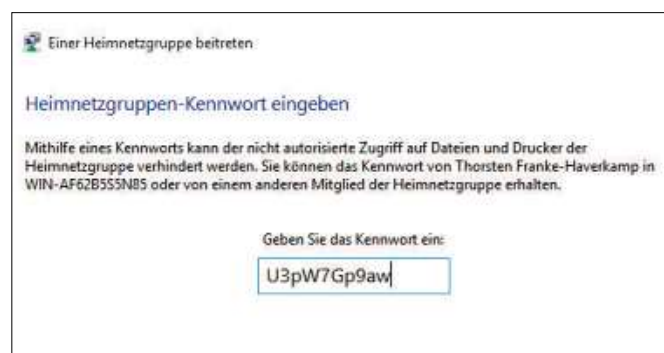 Einer Heimnetzgruppe beitreten
Heimnetzgruppen-Kennwort eingeben
Mithilfe eines Kennworts kann der nicht autorisierte Zugriff auf Dateien und Drucker der
Heimnetzgruppe verhindert werden. Sie können das Kennwort von Thorsten Franke-Haverkamp in
WIN-AF62B5S5N85 oder von einem anderen Mitglied der Heimnetzgruppe erhalten.
Geben Sie das Kennwort ein:
U3pW7Gp9aw